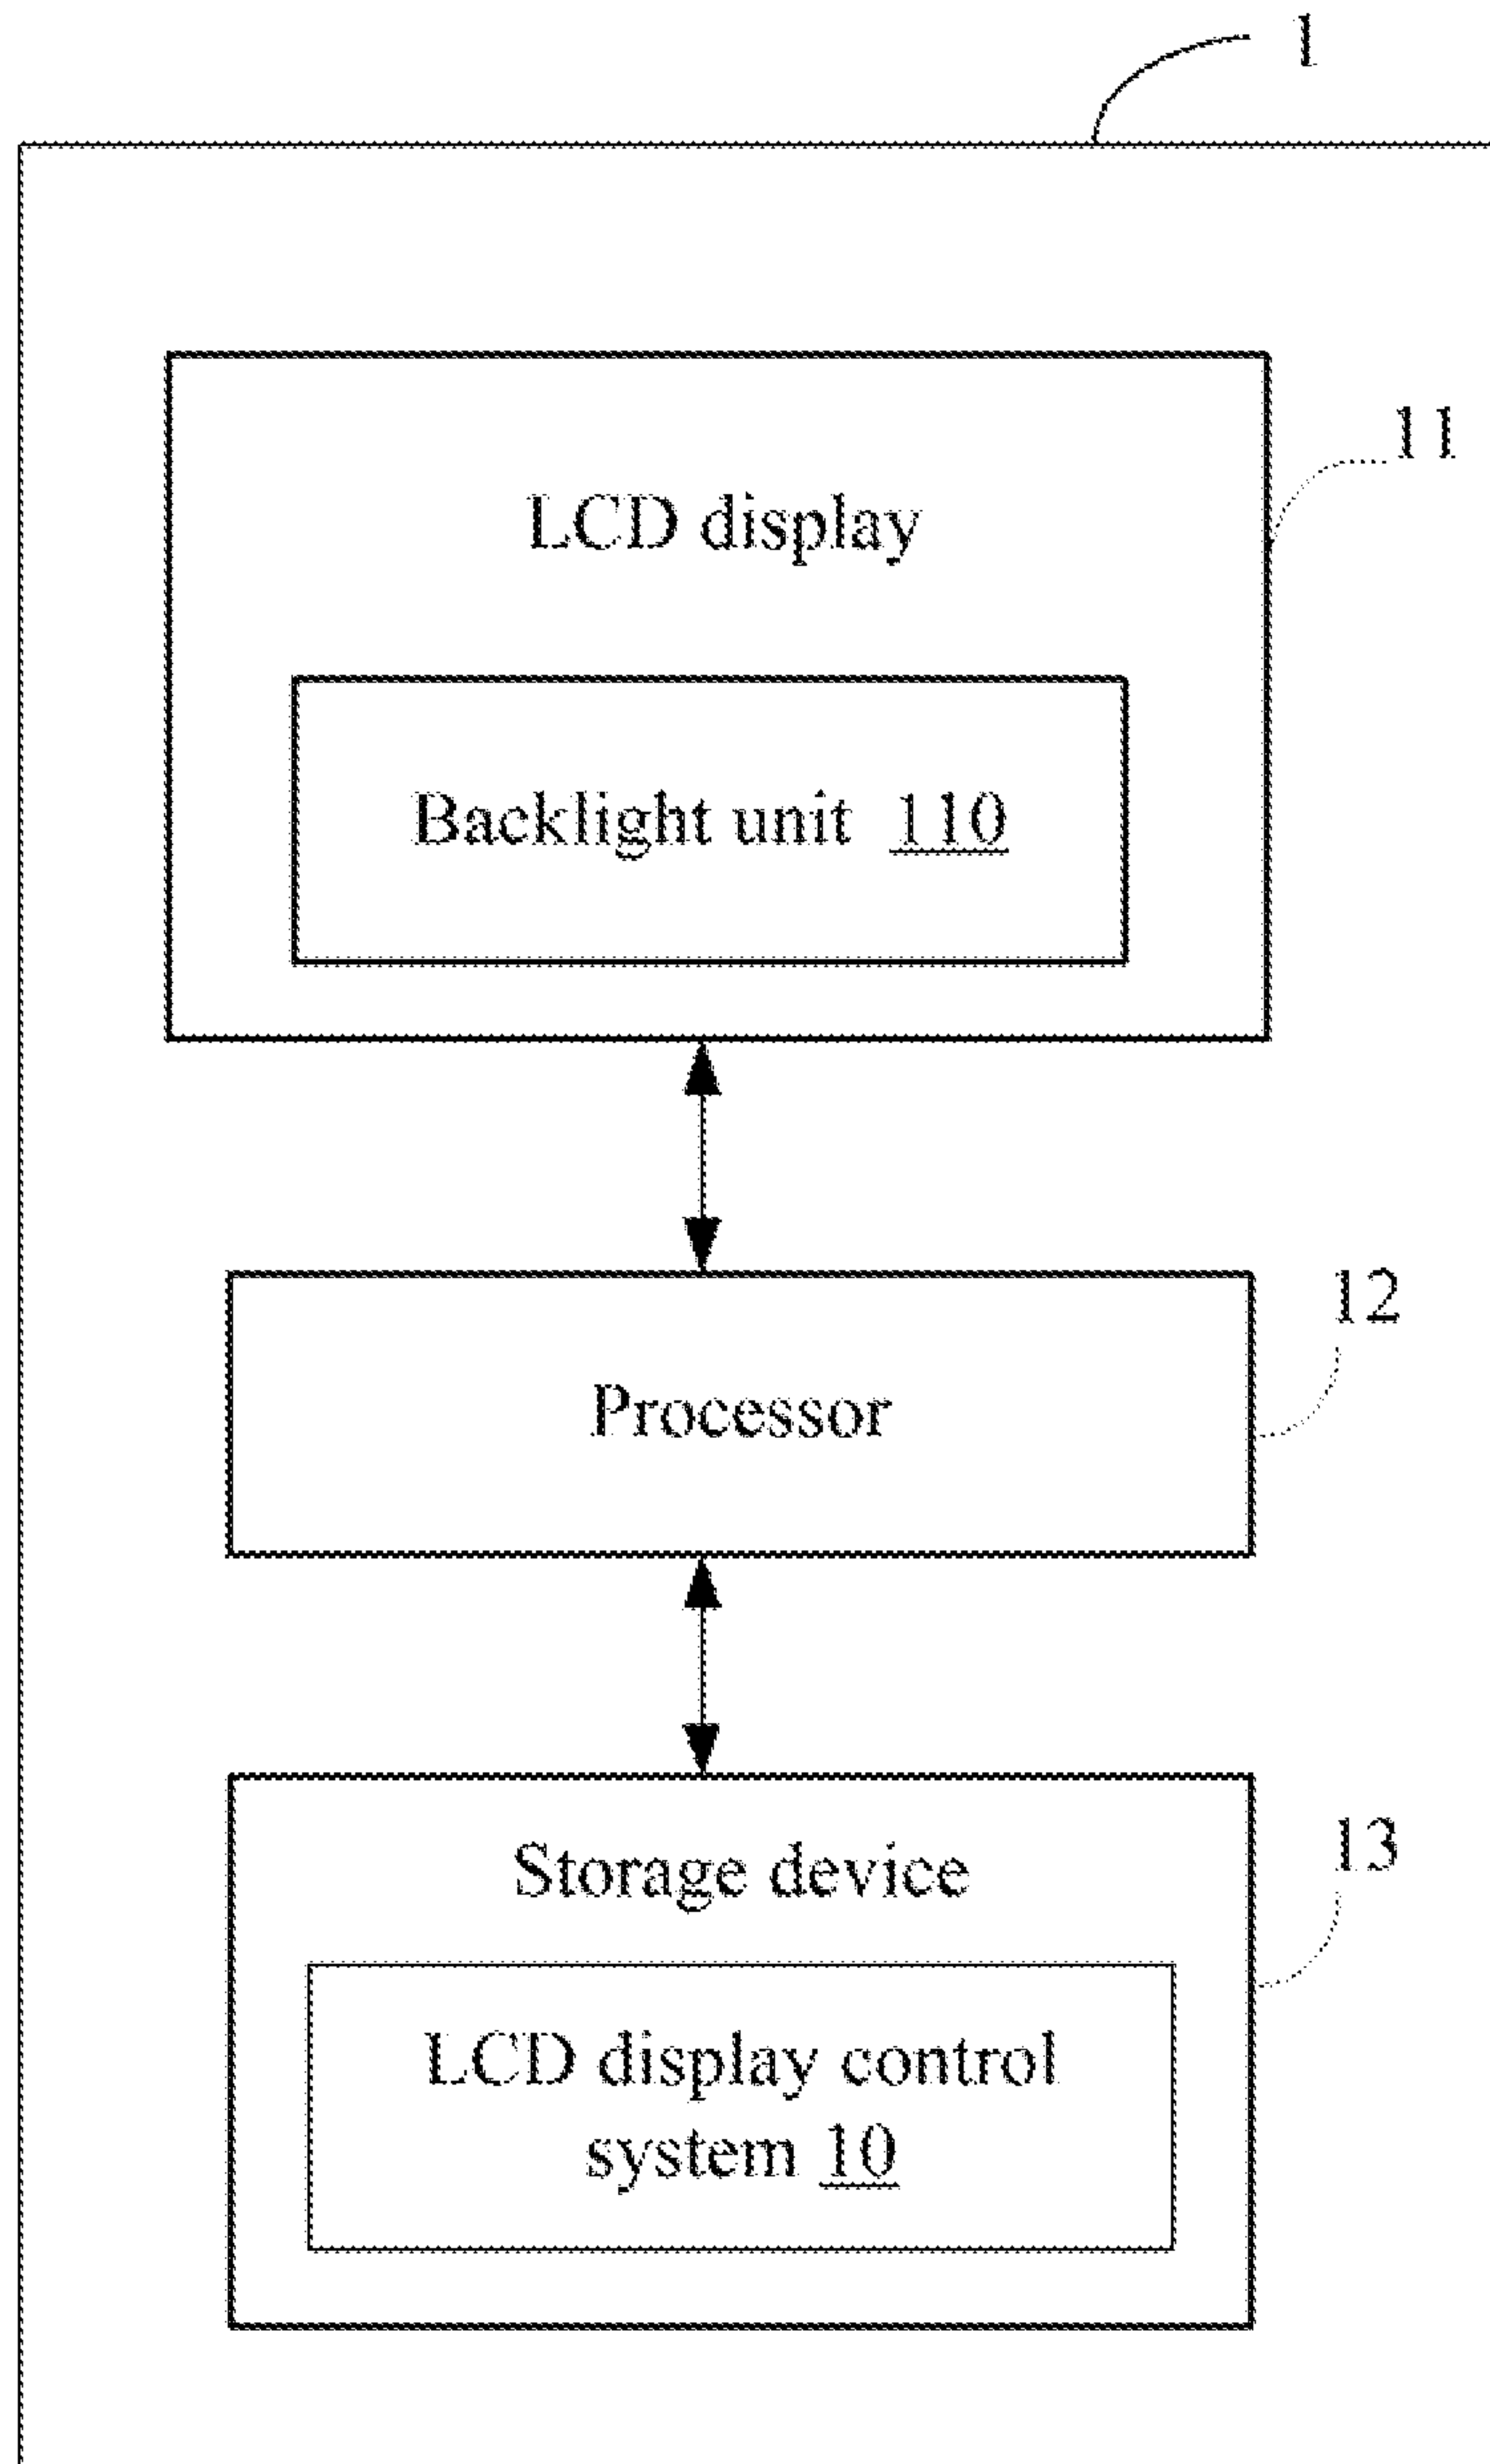 1
11
LCD display
Backlight unit 110
12
Processor
13
Storage device
LCD display control
system 10